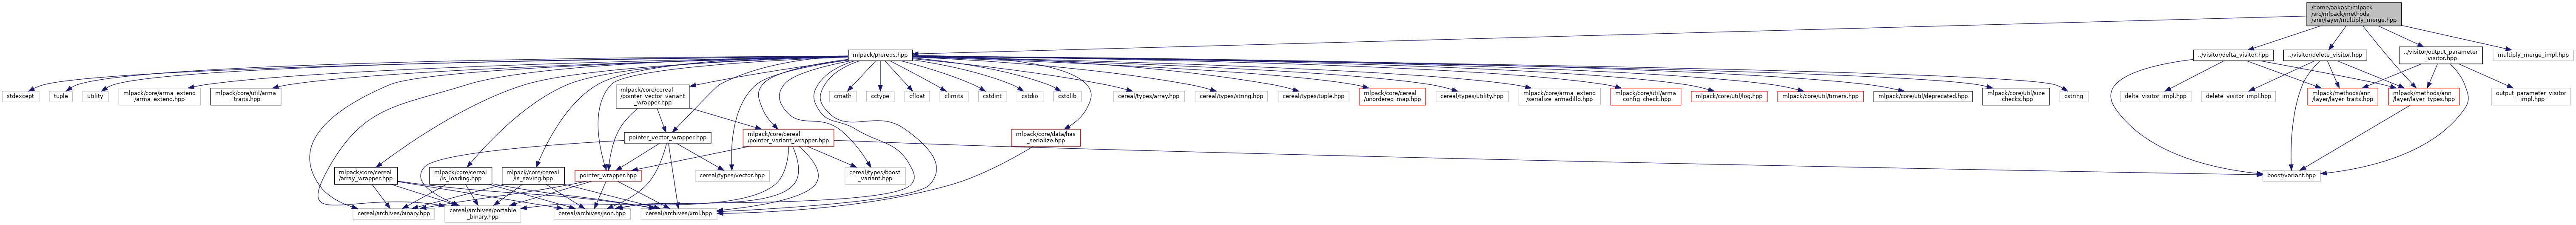 /home/aakash/mlpack
/src/mlpack/methods
/ann/layer/multiply_merge.hpp
mlpack/prereqs.hpp
../visitor/delta_visitor.hpp
../visitor/delete_visitor.hpp
../visitor/output_parameter
_visitor.hpp
multiply_merge_impl.hpp
stdexcept
tuple
utility
mlpack/core/arma_extend
/arma_extend.hpp
mlpack/core/util/arma
_traits.hpp
mlpack/core/cereal
/pointer_vector_variant
_wrapper.hpp
cmath
cctype
cfloat
climits
cstdint
cstdio
cstdlib
cereal/types/array.hpp
cereal/types/string.hpp
cereal/types/tuple.hpp
mlpack/core/cereal
/unordered_map.hpp
cereal/types/utility.hpp
mlpack/core/arma_extend
/serialize_armadillo.hpp
mlpack/core/util/arma
_config_check.hpp
mlpack/core/util/log.hpp
mlpack/core/util/timers.hpp
mlpack/core/util/deprecated.hpp
mlpack/core/util/size
_checks.hpp
cstring
delta_visitor_impl.hpp
delete_visitor_impl.hpp
mlpack/methods/ann
/layer/layer_traits.hpp
mlpack/methods/ann
/layer/layer_types.hpp
output_parameter_visitor
_impl.hpp
pointer_vector_wrapper.hpp
mlpack/core/cereal
/pointer_variant_wrapper.hpp
mlpack/core/data/has
_serialize.hpp
mlpack/core/cereal
/array_wrapper.hpp
mlpack/core/cereal
/is_loading.hpp
mlpack/core/cereal
/is_saving.hpp
pointer_wrapper.hpp
cereal/types/vector.hpp
cereal/types/boost
_variant.hpp
boost/variant.hpp
cereal/archives/binary.hpp
cereal/archives/portable
_binary.hpp
cereal/archives/json.hpp
cereal/archives/xml.hpp